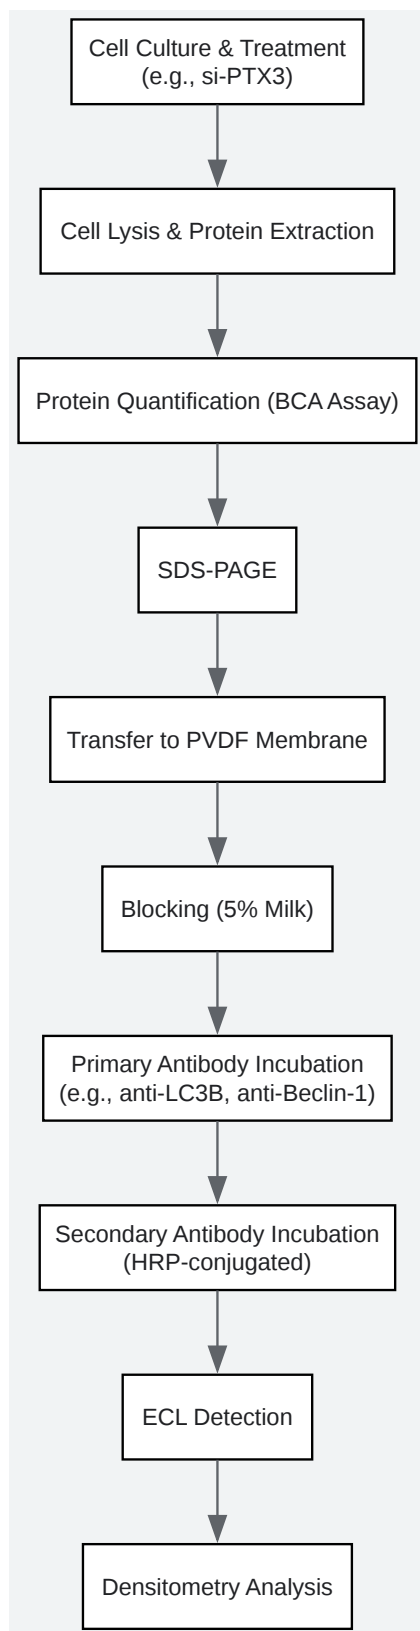 Cell Culture & Treatment
(e.g., si-PTX3)
Cell Lysis & Protein Extraction
Protein Quantification (BCA Assay)
SDS-PAGE
Transfer to PVDF Membrane
Blocking (5% Milk)
Primary Antibody Incubation
(e.g., anti-LC3B, anti-Beclin-1)
Secondary Antibody Incubation
(HRP-conjugated)
ECL Detection
Densitometry Analysis